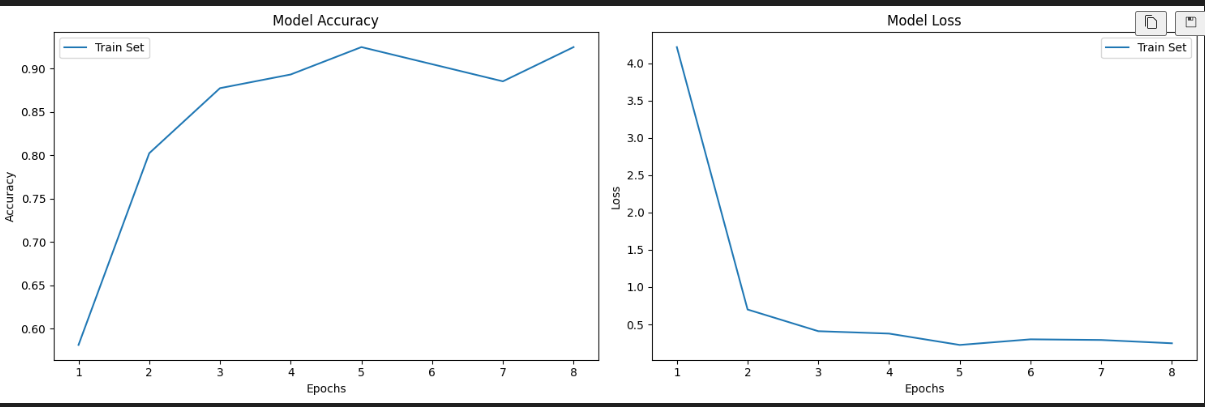 Model Accuracy
Train Set
0.90
0.85
0.80
0.75
0.70
0.65
0.60
Accuracy
1 2 3 4 5 6 7 8
Epochs
Model Loss
Train Set
4.0
3.5
3.0
2.5
2.0
1.5
1.0
0.5
Loss
1 2 3 4 5 6 7 8
Epochs